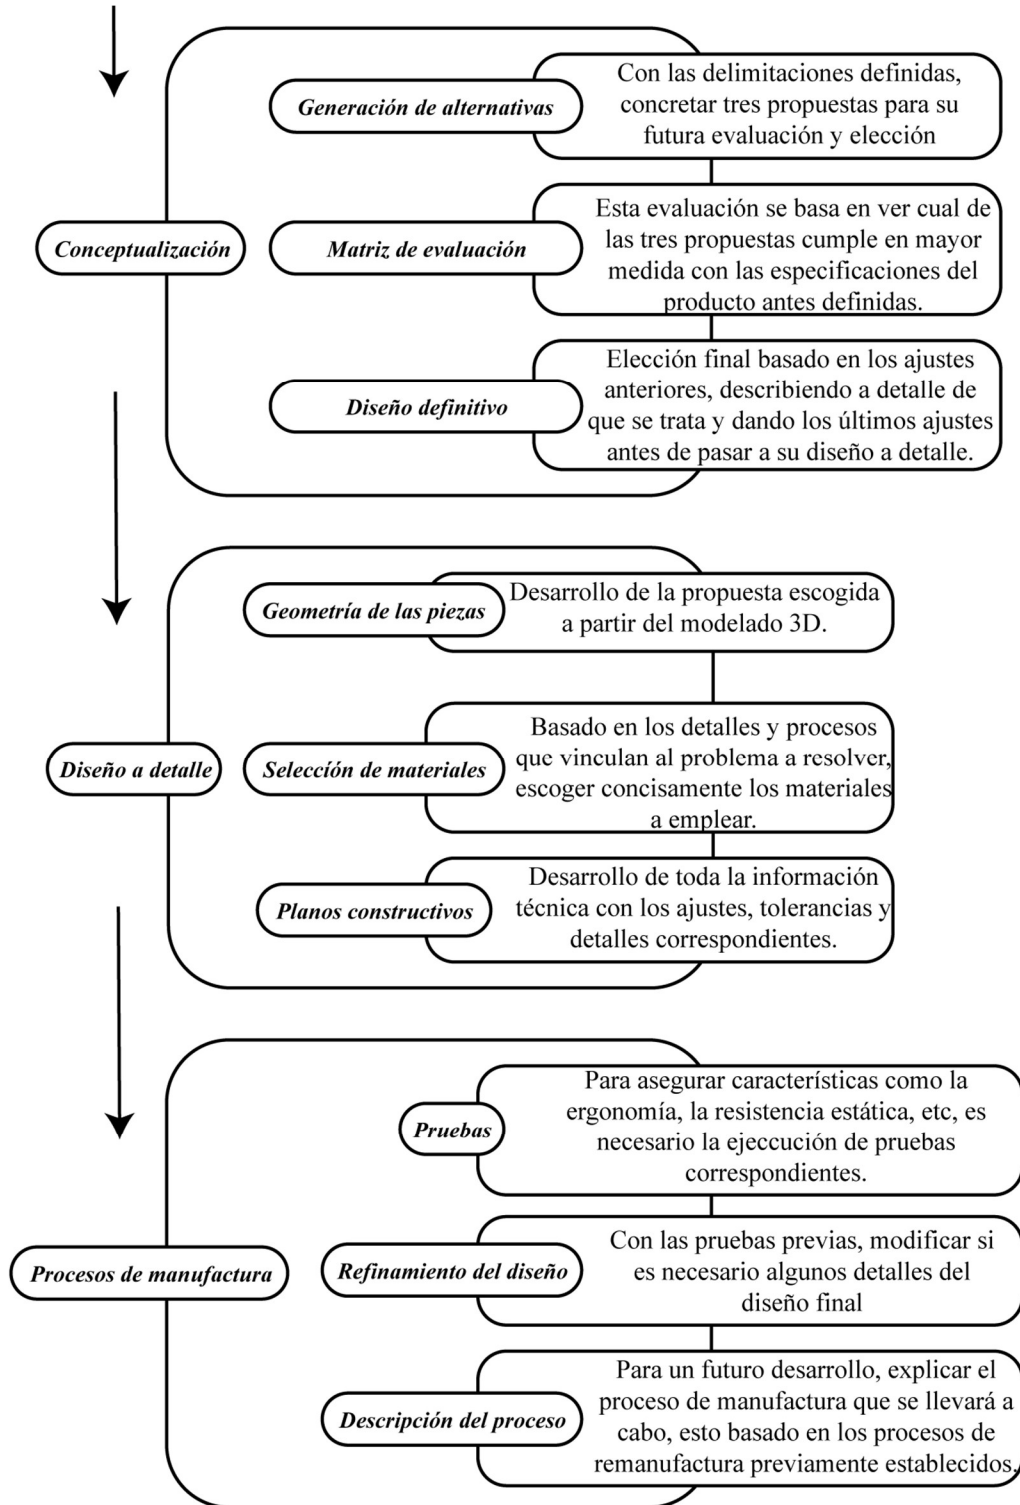 Conceptualización
Generación de alternativas
Con las delimitaciones definidas,
concretar tres propuestas para su
futura evaluación y elección
Matriz de evaluación
Esta evaluación se basa en ver cual de
las tres propuestas cumple en mayor
medida con las especificaciones del
producto antes definidas.
Diseño definitivo
Elección final basado en los ajustes
anteriores, describiendo a detalle de
que se trata y dando los últimos ajustes
antes de pasar a su diseño a detalle.
Diseño a detalle
Geometría de las piezas
Desarrollo de la propuesta escogida
a partir del modelado 3D.
Selección de materiales
Basado en los detalles y procesos
que vinculan al problema a resolver,
escoger concisamente los materiales
a emplear.
Planos constructivos
Desarrollo de toda la información
técnica con los ajustes, tolerancias y
detalles correspondientes.
Procesos de manufactura
Pruebas
Para asegurar características como la
ergonomía, la resistencia estática, etc, es
necesario la ejeccución de pruebas
correspondientes.
Refinamiento del diseño
Con las pruebas previas, modificar si
es necesario algunos detalles del
diseño final
Descripción del proceso
Para un futuro desarrollo, explicar el
proceso de manufactura que se llevará a
cabo, esto basado en los procesos de
remanufactura previamente establecidos.